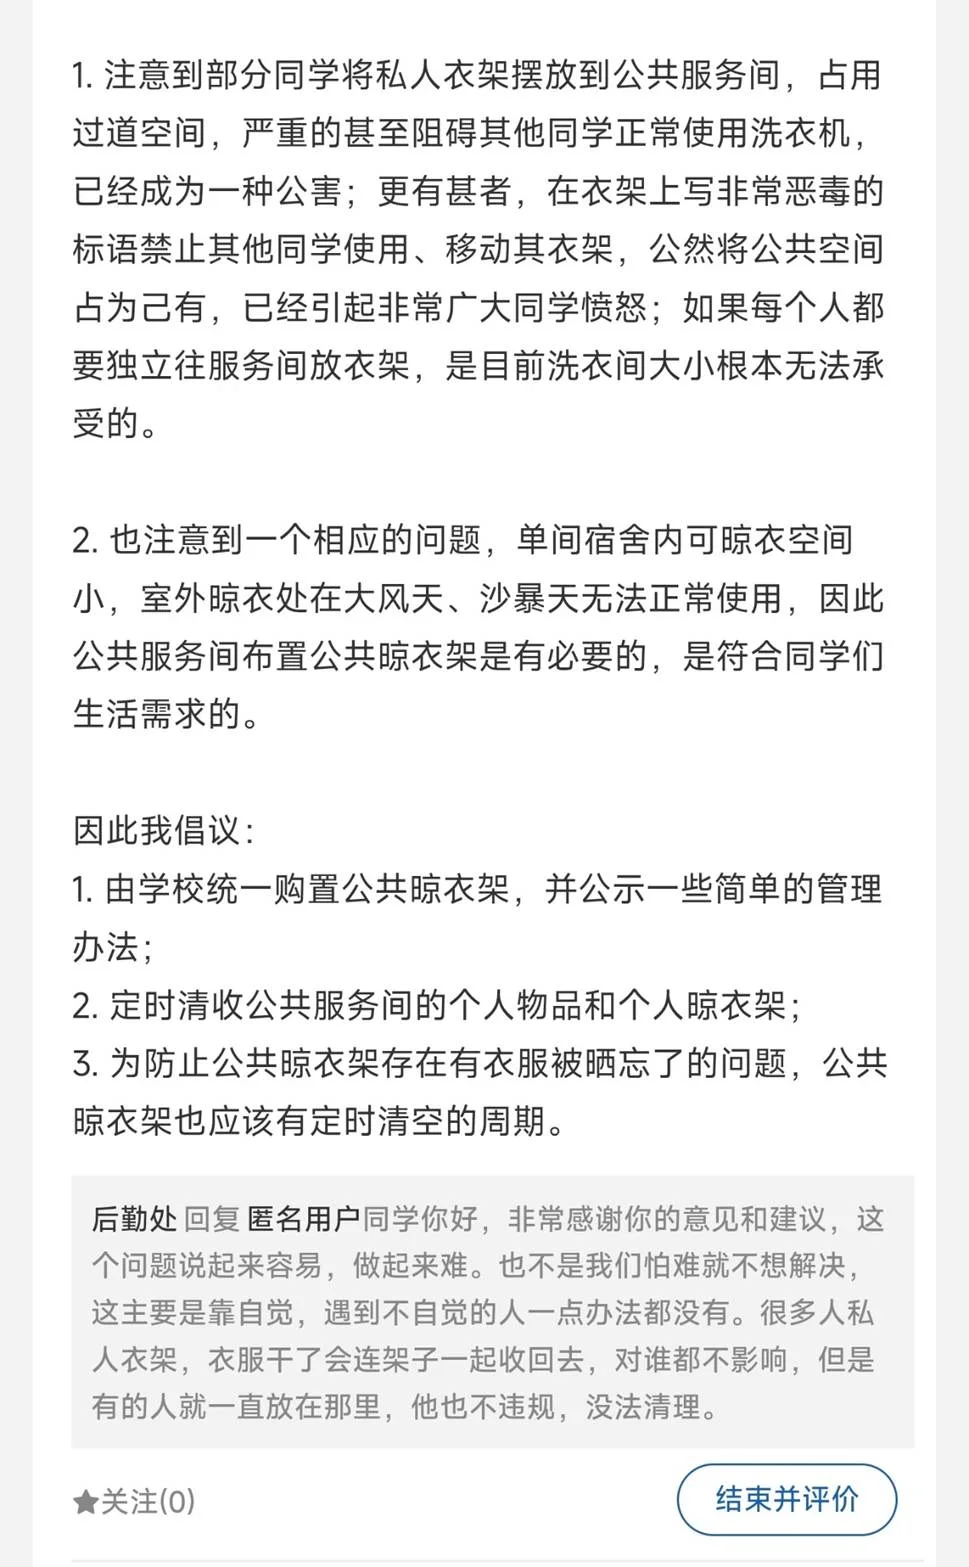 1. 注意到部分同学将私人衣架摆放到公共服务间，占用
过道空间，严重的甚至阻碍其他同学正常使用洗衣机，
已经成为一种公害；更有甚者，在衣架上写非常恶毒的
标语禁止其他同学使用、移动其衣架，公然将公共空间
占为己有，已经引起非常广大同学愤怒；如果每个人都
要独立往服务间放衣架，是目前洗衣间大小根本无法承
受的。
2. 也注意到一个相应的问题，单间宿舍内可晾衣空间
小，室外晾衣处在大风天、沙暴天无法正常使用，因此
公共服务间布置公共晾衣架是有必要的，是符合同学们
生活需求的。
因此我倡议：
1. 由学校统一购置公共晾衣架，并公示一些简单的管理
办法；
2. 定时清收公共服务间的个人物品和个人晾衣架；
3. 为防止公共晾衣架存在有衣服被晒忘了的问题，公共
晾衣架也应该有定时清空的周期。
后勤处 回复 匿名用户同学你好，非常感谢你的意见和建议，这
个问题说起来容易，做起来难。也不是我们怕难就不想解决，
这主要是靠自觉，遇到不自觉的人一点办法都没有。很多人私
人衣架，衣服干了会连架子一起收回去，对谁都不影响，但是
有的人就一直放在那里，他也不违规，没法清理。
★关注(0)
结束并评价